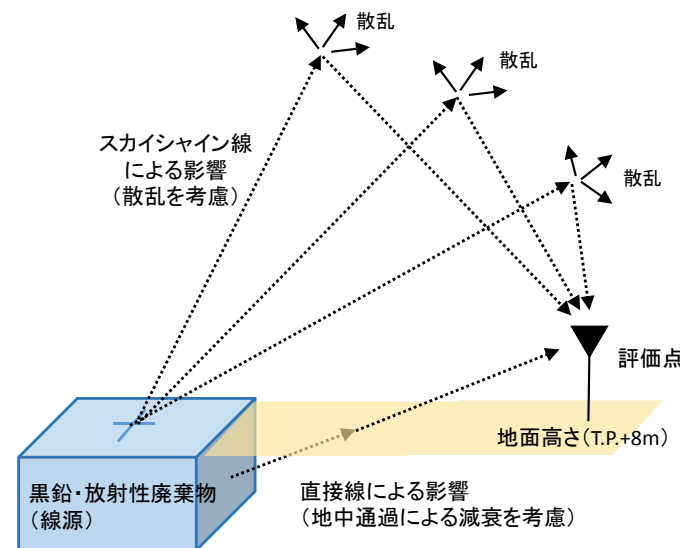 散乱
散乱
スカイシャイン線
による影響
（散乱を考慮）
散乱
評価点
地面高さ（T.P.+8m）
黒鉛・放射性廃棄物
（線源）
直接線による影響
（地中通過による減衰を考慮）